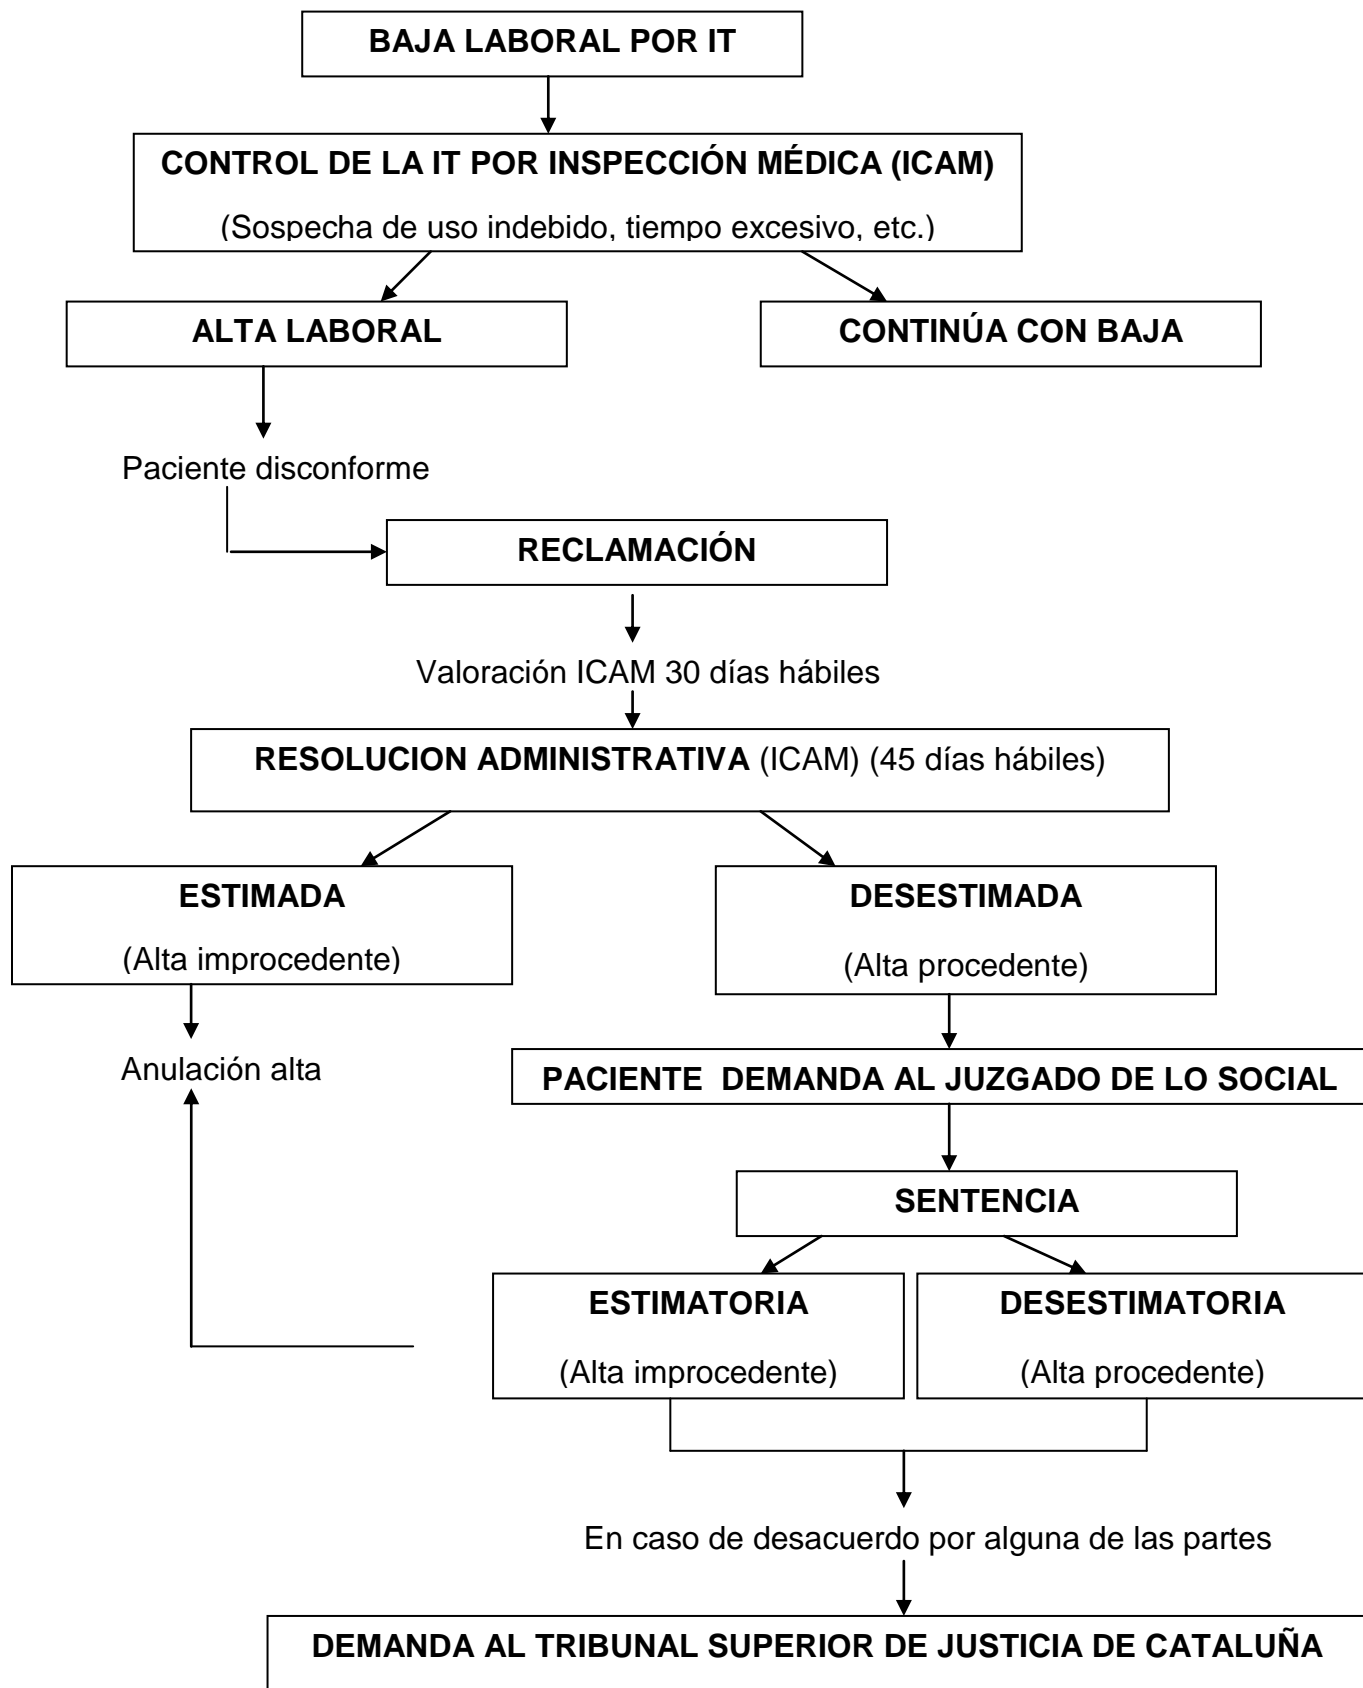 BAJA LABORAL POR IT
CONTROL DE LA IT POR INSPECCIÓN MÉDICA (ICAM)
(Sospecha de uso indebido, tiempo excesivo, etc.)
ALTA LABORAL
CONTINÚA CON BAJA
Paciente disconforme
RECLAMACIÓN
Valoración ICAM 30 días hábiles
RESOLUCION ADMINISTRATIVA (ICAM) (45 días hábiles)
ESTIMADA
(Alta improcedente)
DESESTIMADA
(Alta procedente)
Anulación alta
PACIENTE DEMANDA AL JUZGADO DE LO SOCIAL
SENTENCIA
ESTIMATORIA
(Alta improcedente)
DESESTIMATORIA
(Alta procedente)
En caso de desacuerdo por alguna de las partes
DEMANDA AL TRIBUNAL SUPERIOR DE JUSTICIA DE CATALUÑA